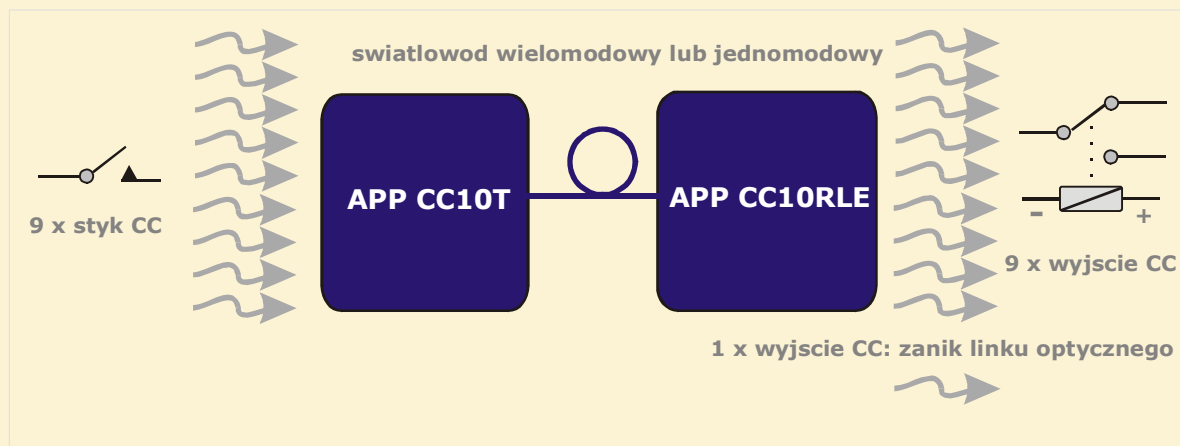 swiatlowod wielomodowy lub jednomodowy
APP CC10T
APP CC10RLE
9 x styk CC
- +
9 x wyjscie CC
1 x wyjscie CC: zanik linku optycznego